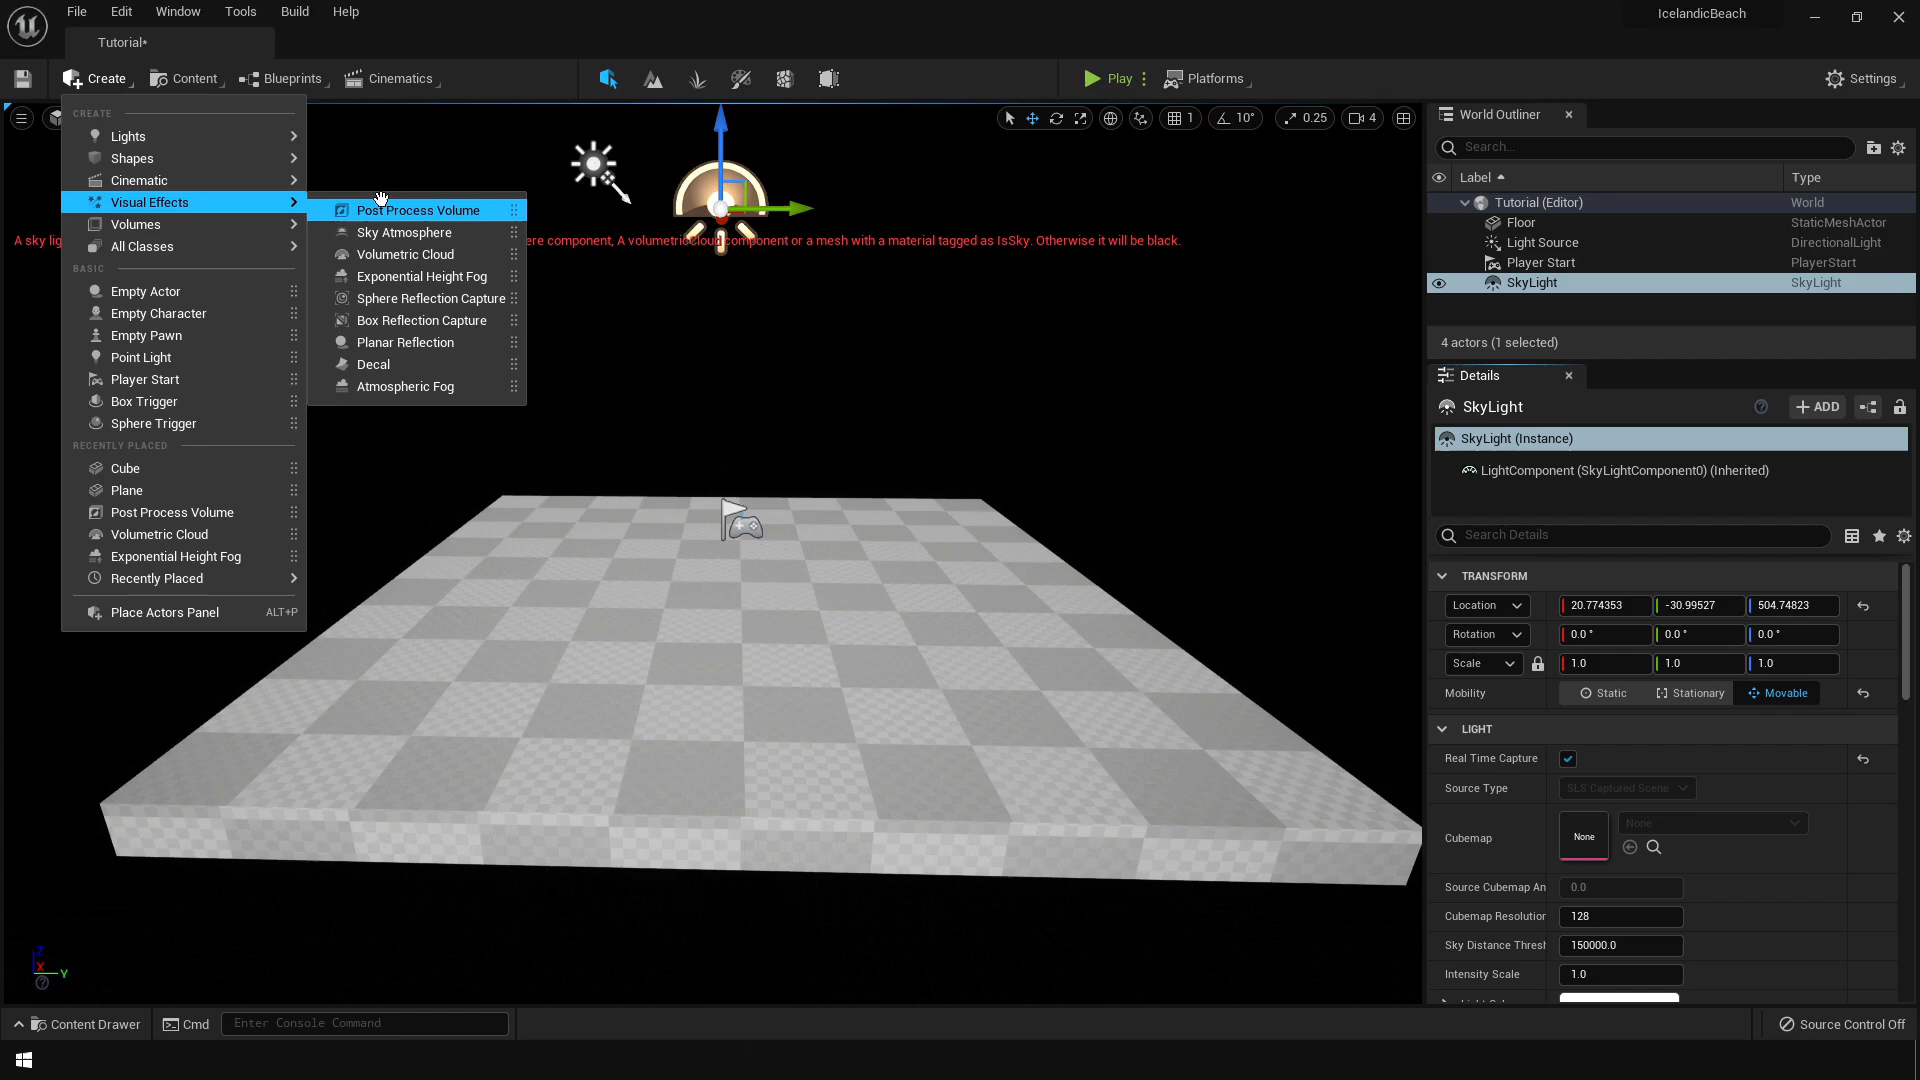 File Edit Window Tools Build Help
IcelandicBeach
Tutorial*
Create Content Blueprints Cinematics Play Platforms Settings
CREATE
Lights
Shapes
Cinematic
Visual Effects
Volumes
All Classes
BASIC
Empty Actor
Empty Character
Empty Pawn
Point Light
Player Start
Box Trigger
Sphere Trigger
RECENTLY PLACED
Cube
Plane
Post Process Volume
Volumetric Cloud
Exponential Height Fog
Recently Placed
Place Actors Panel ALT+P
Post Process Volume
Sky Atmosphere
Volumetric Cloud
Exponential Height Fog
Sphere Reflection Capture
Box Reflection Capture
Planar Reflection
Decal
Atmospheric Fog
1 10° 0.25 4
A sky component, A volumetricCloud component or a mesh with a material tagged as IsSky. Otherwise it will be black.
Z
X
Y
World Outliner
Search...
Label Type
Tutorial (Editor) World
Floor StaticMeshActor
Light Source DirectionalLight
Player Start PlayerStart
SkyLight SkyLight
4 actors (1 selected)
Details
SkyLight ADD
SkyLight (Instance)
LightComponent (SkyLightComponent0) (Inherited)
Search Details
TRANSFORM
Location 20.774353 -30.99527 504.74823
Rotation 0.0 ° 0.0 ° 0.0 °
Scale 1.0 1.0 1.0
Mobility Static Stationary Movable
LIGHT
Real Time Capture
Source Type SLS Captured Scene
Cubemap None None
Source Cubemap An 0.0
Cubemap Resolution 128
Sky Distance Thresh 150000.0
Intensity Scale 1.0
Content Drawer Cmd Enter Console Command Source Control Off